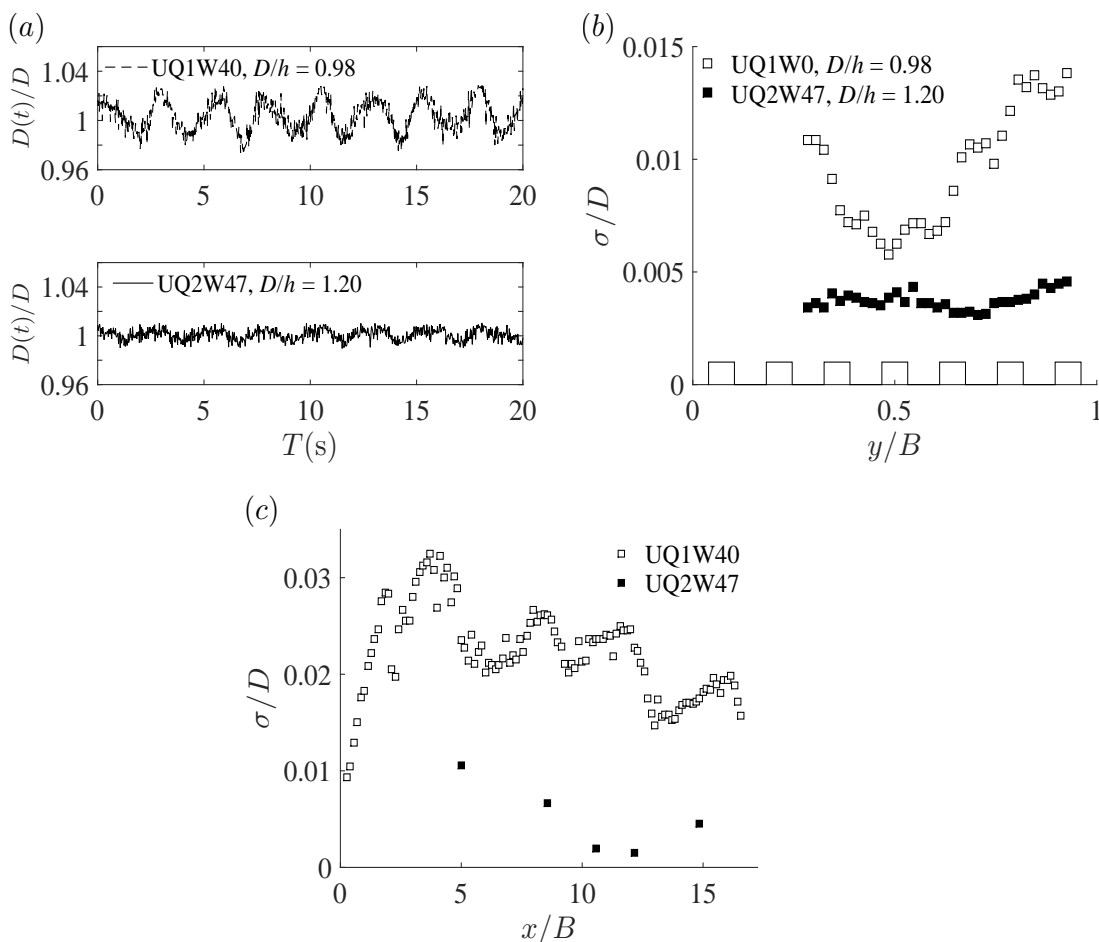 (a)
1.04
1
0.96
D(t)/D
UQ1W40, D/h = 0.98
0 5 10 15 20
1.04
1
0.96
D(t)/D
UQ2W47, D/h = 1.20
0 5 10 15 20
T(s)
(b)
0.015
0.01
0.005
0
σ/D
UQ1W0, D/h = 0.98
UQ2W47, D/h = 1.20
0 0.5 1
y/B
(c)
0.03
0.02
0.01
0
σ/D
UQ1W40
UQ2W47
0 5 10 15
x/B